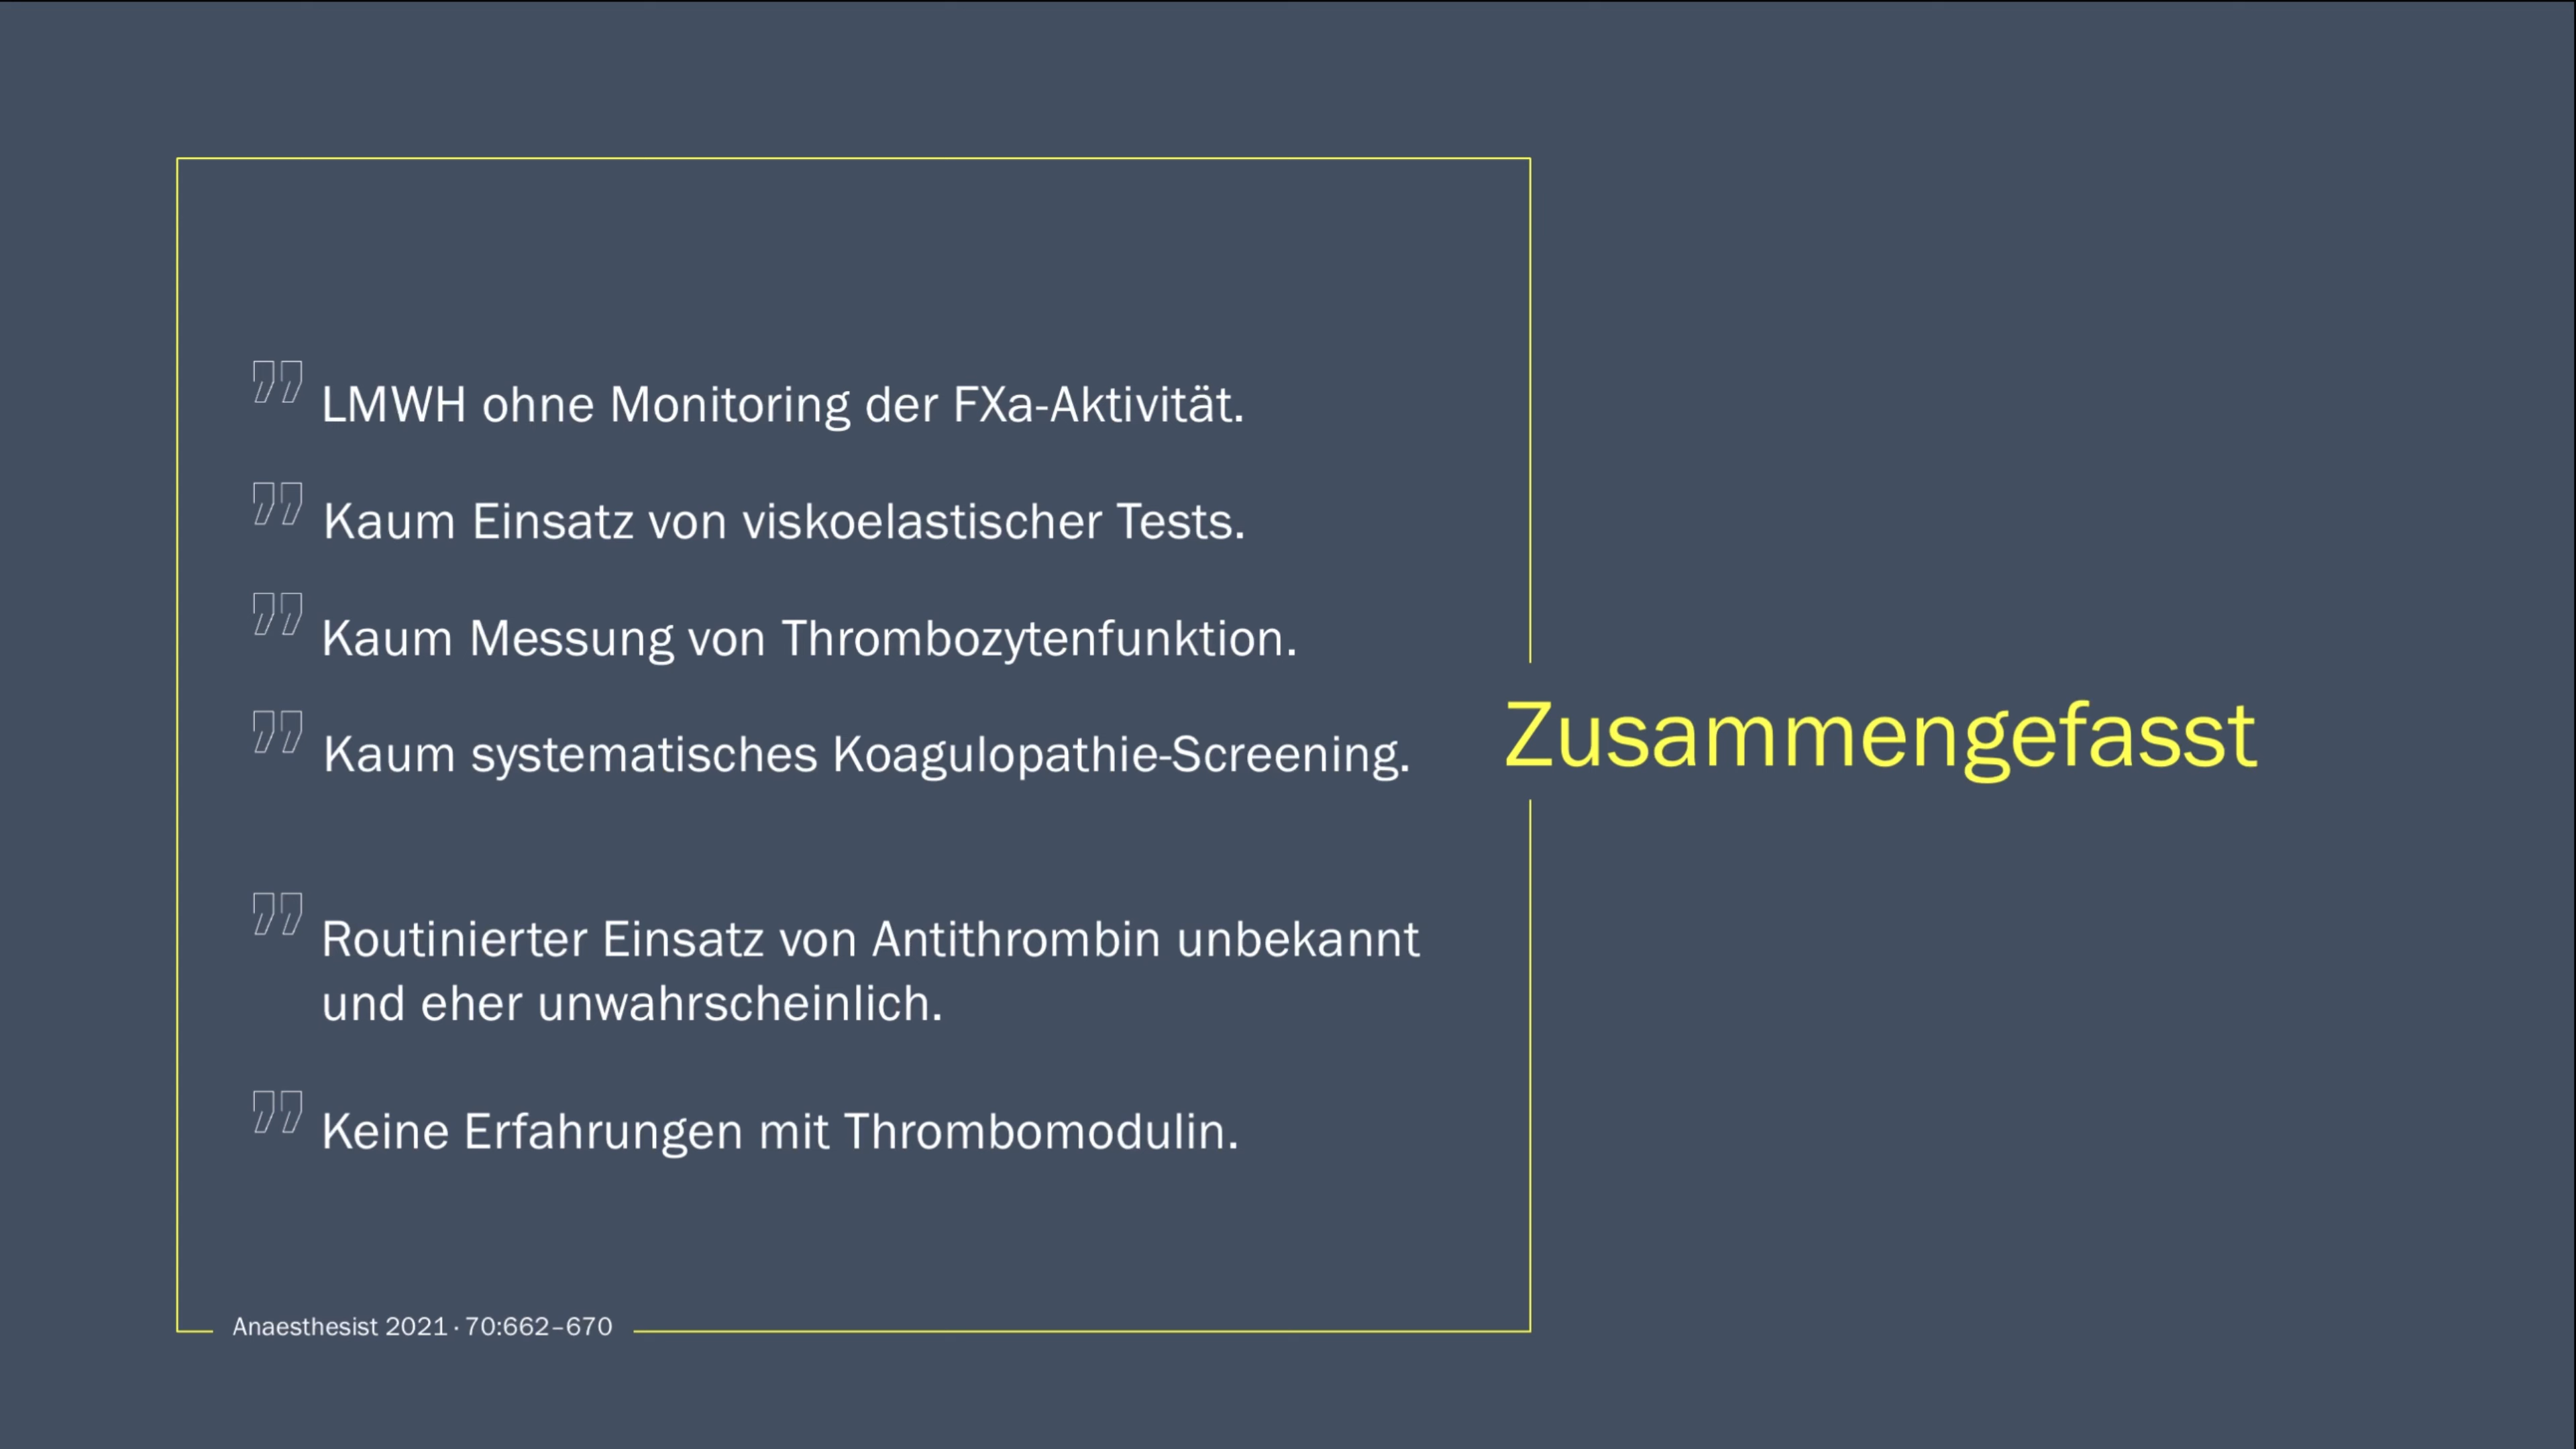 LMWH ohne Monitoring der FXa-Aktivität.
Kaum Einsatz von viskoelastischer Tests.
Kaum Messung von Thrombozytenfunktion.
Kaum systematisches Koagulopathie-Screening.
Routinierter Einsatz von Antithrombin unbekannt
und eher unwahrscheinlich.
Keine Erfahrungen mit Thrombomodulin.
Zusammengefasst
Anaesthesist 2021 · 70:662–670